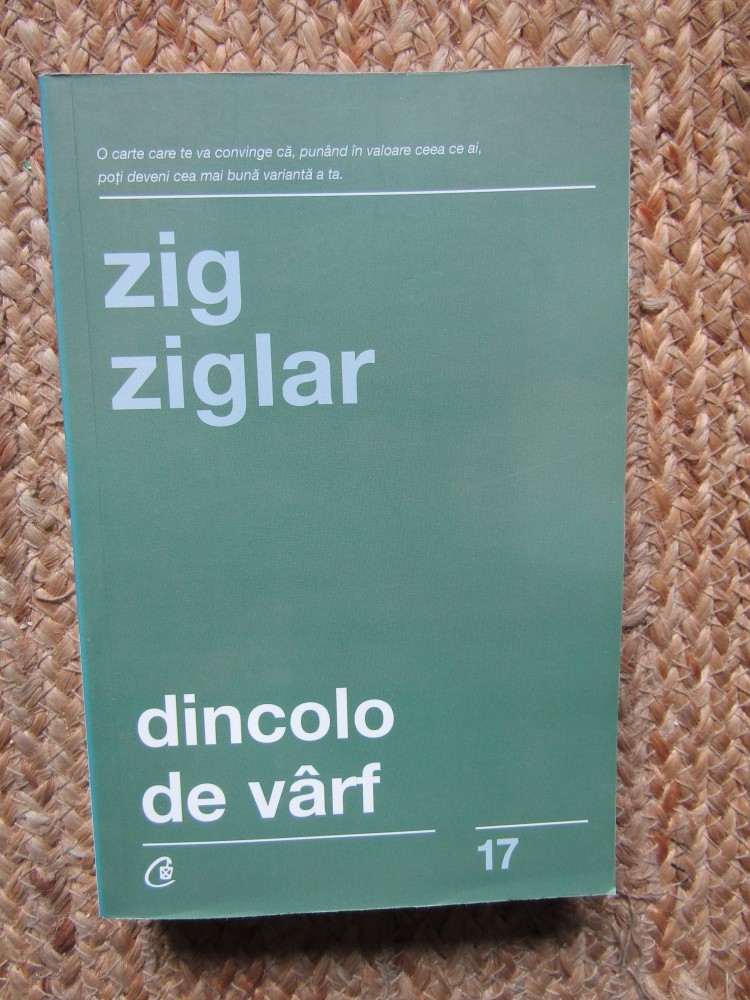 O carte care te va convinge că, punând în valoare ceea ce ai,
poți deveni cea mai bună variantă a ta.
zig
ziglar
dincolo
de vârf
17